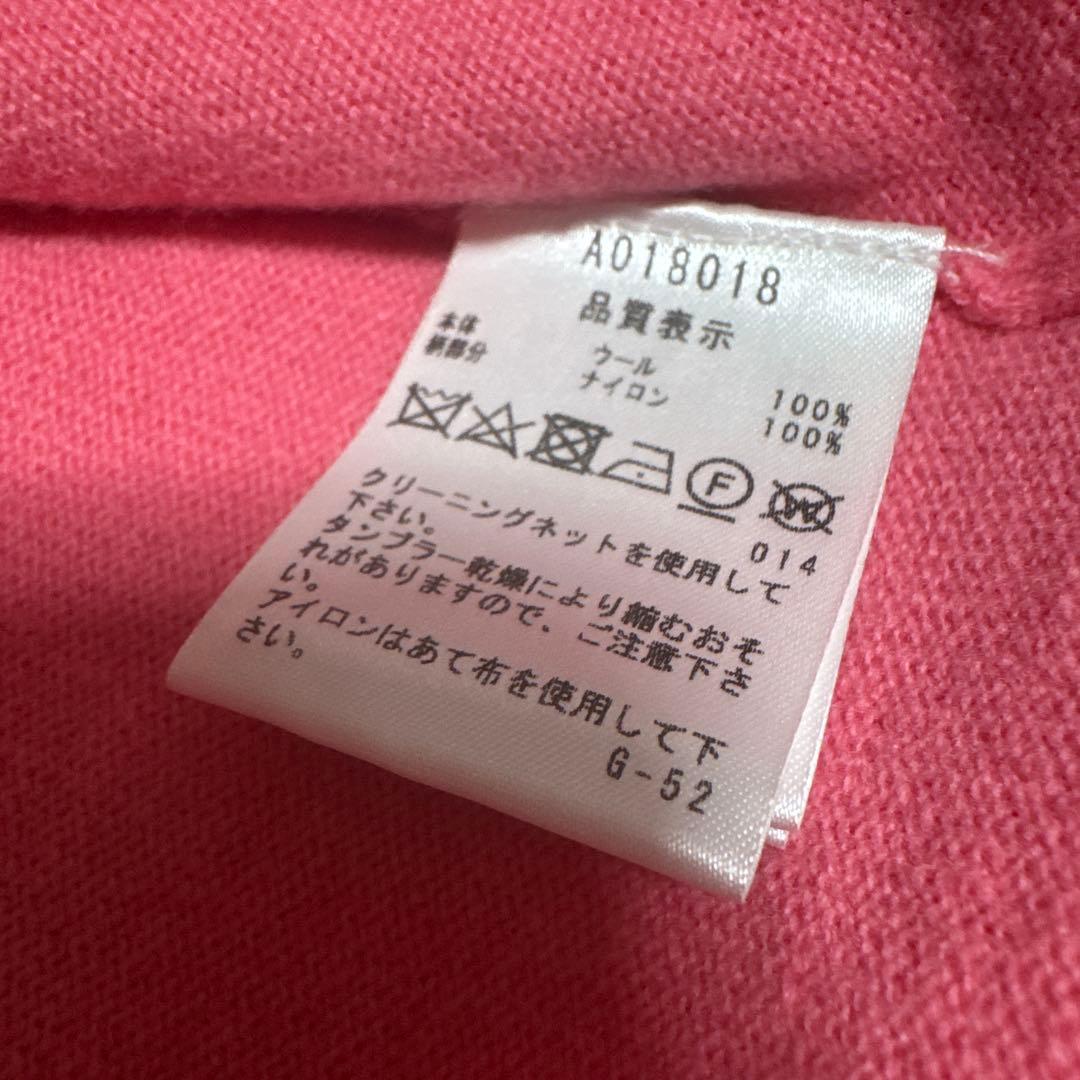 A018018
品質表示
本体 ウール 100%
柄部分 ナイロン 100%
F
014
クリーニングネットを使用して
下さい。
タンブラー乾燥により縮むおそ
れがありますので、ご注意下さ
い。
アイロンはあて布を使用して下
さい。
G-52